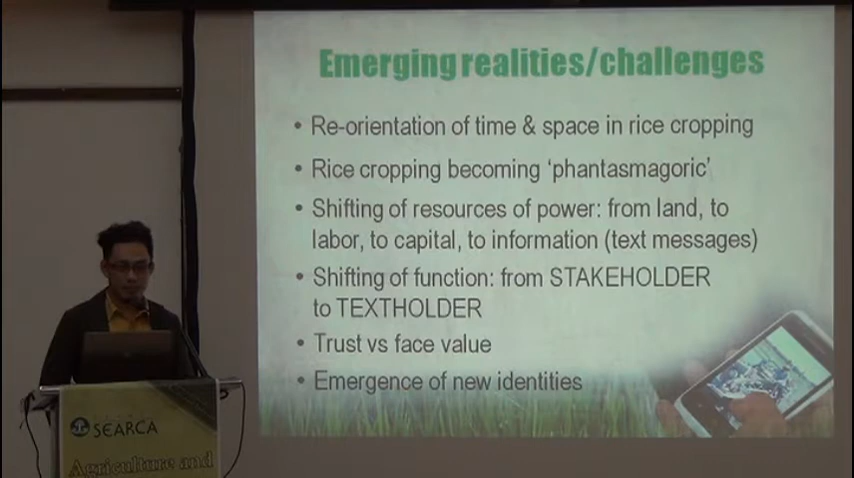 Emerging realities/challenges
• Re-orientation of time & space in rice cropping
• Rice cropping becoming 'phantasmagoric'
• Shifting of resources of power: from land, to
labor, to capital, to information (text messages)
• Shifting of function: from STAKEHOLDER
to TEXTHOLDER
• Trust vs face value
• Emergence of new identities
SEARCA
Agriculture and